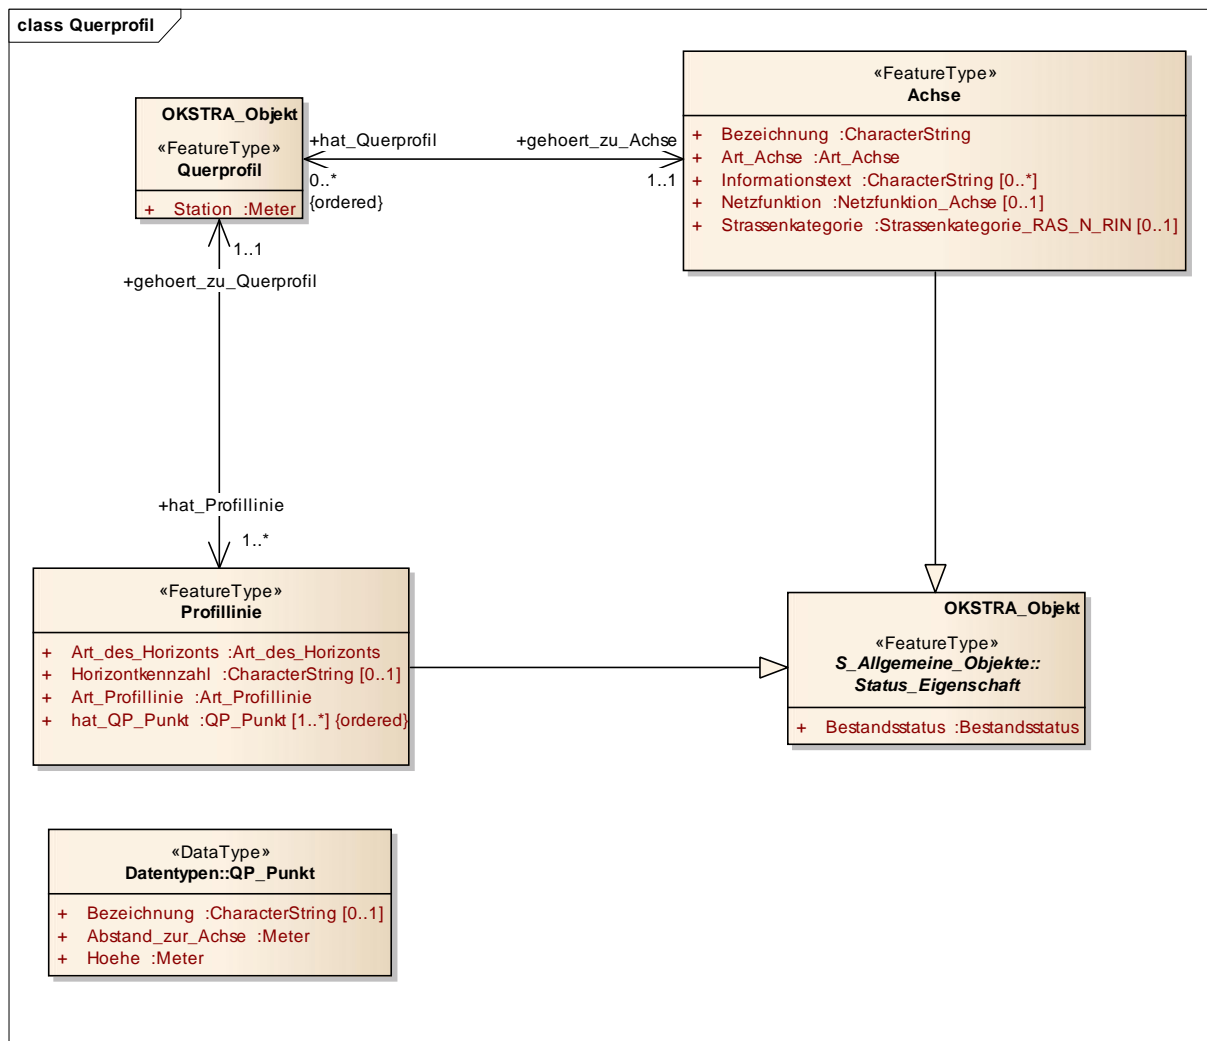 class Querprofil
OKSTRA_Objekt
«FeatureType»
Querprofil
+ Station :Meter
+hat_Querprofil
0..*
{ordered}
+gehoert_zu_Achse
1..1
«FeatureType»
Achse
+ Bezeichnung :CharacterString
+ Art_Achse :Art_Achse
+ Informationstext :CharacterString [0..*]
+ Netzfunktion :Netzfunktion_Achse [0..1]
+ Strassenkategorie :Strassenkategorie_RAS_N_RIN [0..1]
1..1
+gehoert_zu_Querprofil
+hat_Profillinie
1..*
«FeatureType»
Profillinie
+ Art_des_Horizonts :Art_des_Horizonts
+ Horizontkennzahl :CharacterString [0..1]
+ Art_Profillinie :Art_Profillinie
+ hat_QP_Punkt :QP_Punkt [1..*] {ordered}
OKSTRA_Objekt
«FeatureType»
S_Allgemeine_Objekte::
Status_Eigenschaft
+ Bestandsstatus :Bestandsstatus
«DataType»
Datentypen::QP_Punkt
+ Bezeichnung :CharacterString [0..1]
+ Abstand_zur_Achse :Meter
+ Hoehe :Meter